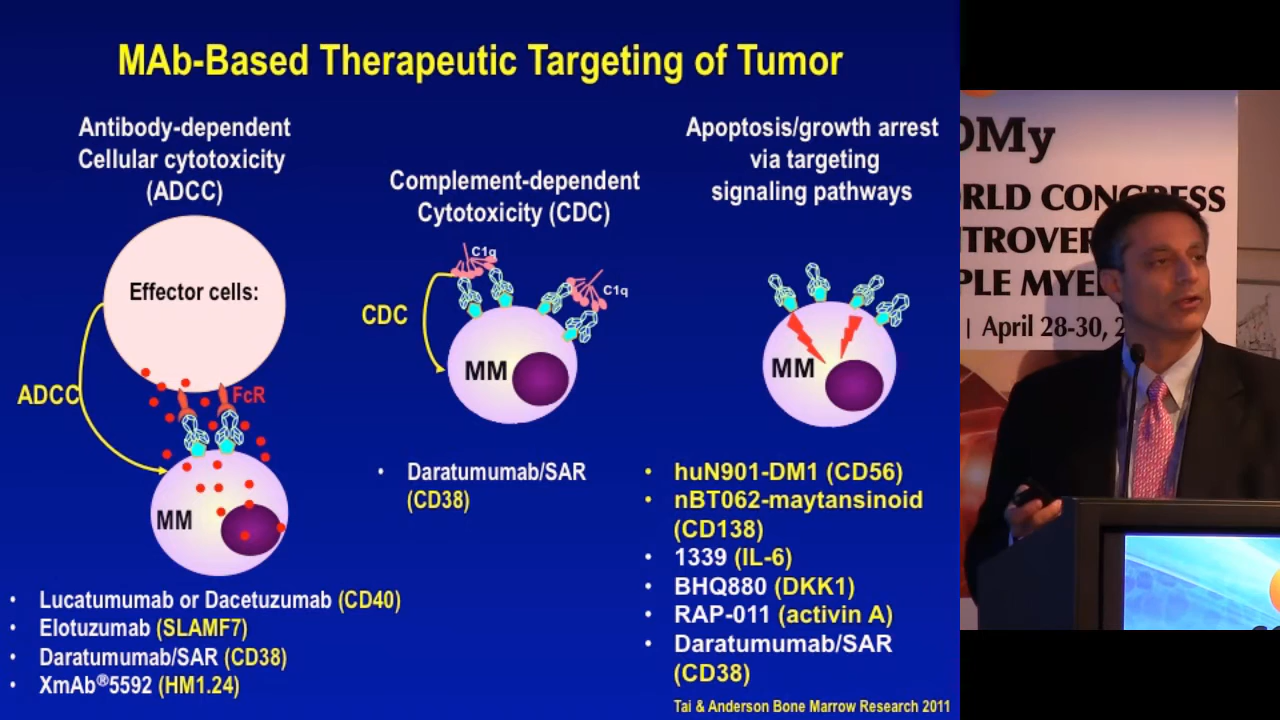 MAb-Based Therapeutic Targeting of Tumor
Antibody-dependent
Cellular cytotoxicity
(ADCC)
Effector cells:
ADCC
FcR
MM
• Lucatumumab or Dacetuzumab (CD40)
• Elotuzumab (SLAMF7)
• Daratumumab/SAR (CD38)
• XmAb®5592 (HM1.24)
Complement-dependent
Cytotoxicity (CDC)
C1q
C1q
CDC
MM
• Daratumumab/SAR
(CD38)
Apoptosis/growth arrest
via targeting
signaling pathways
MM
• huN901-DM1 (CD56)
• nBT062-maytansinoid
(CD138)
• 1339 (IL-6)
• BHQ880 (DKK1)
• RAP-011 (activin A)
• Daratumumab/SAR
(CD38)
Tai & Anderson Bone Marrow Research 2011
OMy
RLD CONGRESS
TROVER
PLE MYE
| April 28-30, 2